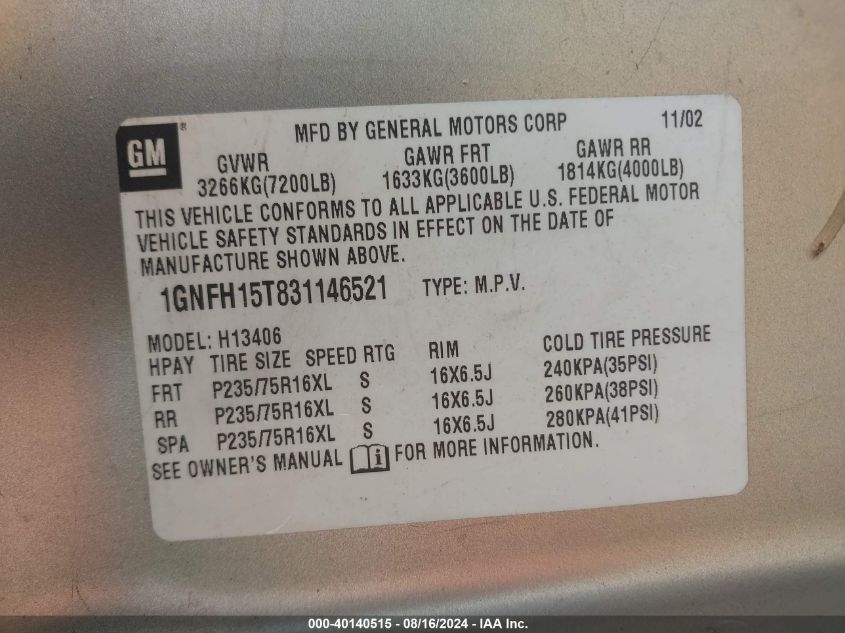 GM ®
MFD BY GENERAL MOTORS CORP 11/02
GVWR GAWR FRT GAWR RR
3266KG(7200LB) 1633KG(3600LB) 1814KG(4000LB)
THIS VEHICLE CONFORMS TO ALL APPLICABLE U.S. FEDERAL MOTOR
VEHICLE SAFETY STANDARDS IN EFFECT ON THE DATE OF
MANUFACTURE SHOWN ABOVE.
1GNFH15T831146521 TYPE: M.P.V.
MODEL: H13406
HPAY TIRE SIZE SPEED RTG RIM COLD TIRE PRESSURE
FRT P235/75R16XL S 16X6.5J 240KPA(35PSI)
RR P235/75R16XL S 16X6.5J 260KPA(38PSI)
SPA P235/75R16XL S 16X6.5J 280KPA(41PSI)
SEE OWNER'S MANUAL i FOR MORE INFORMATION.
000-40140515 - 08/16/2024 - IAA Inc.